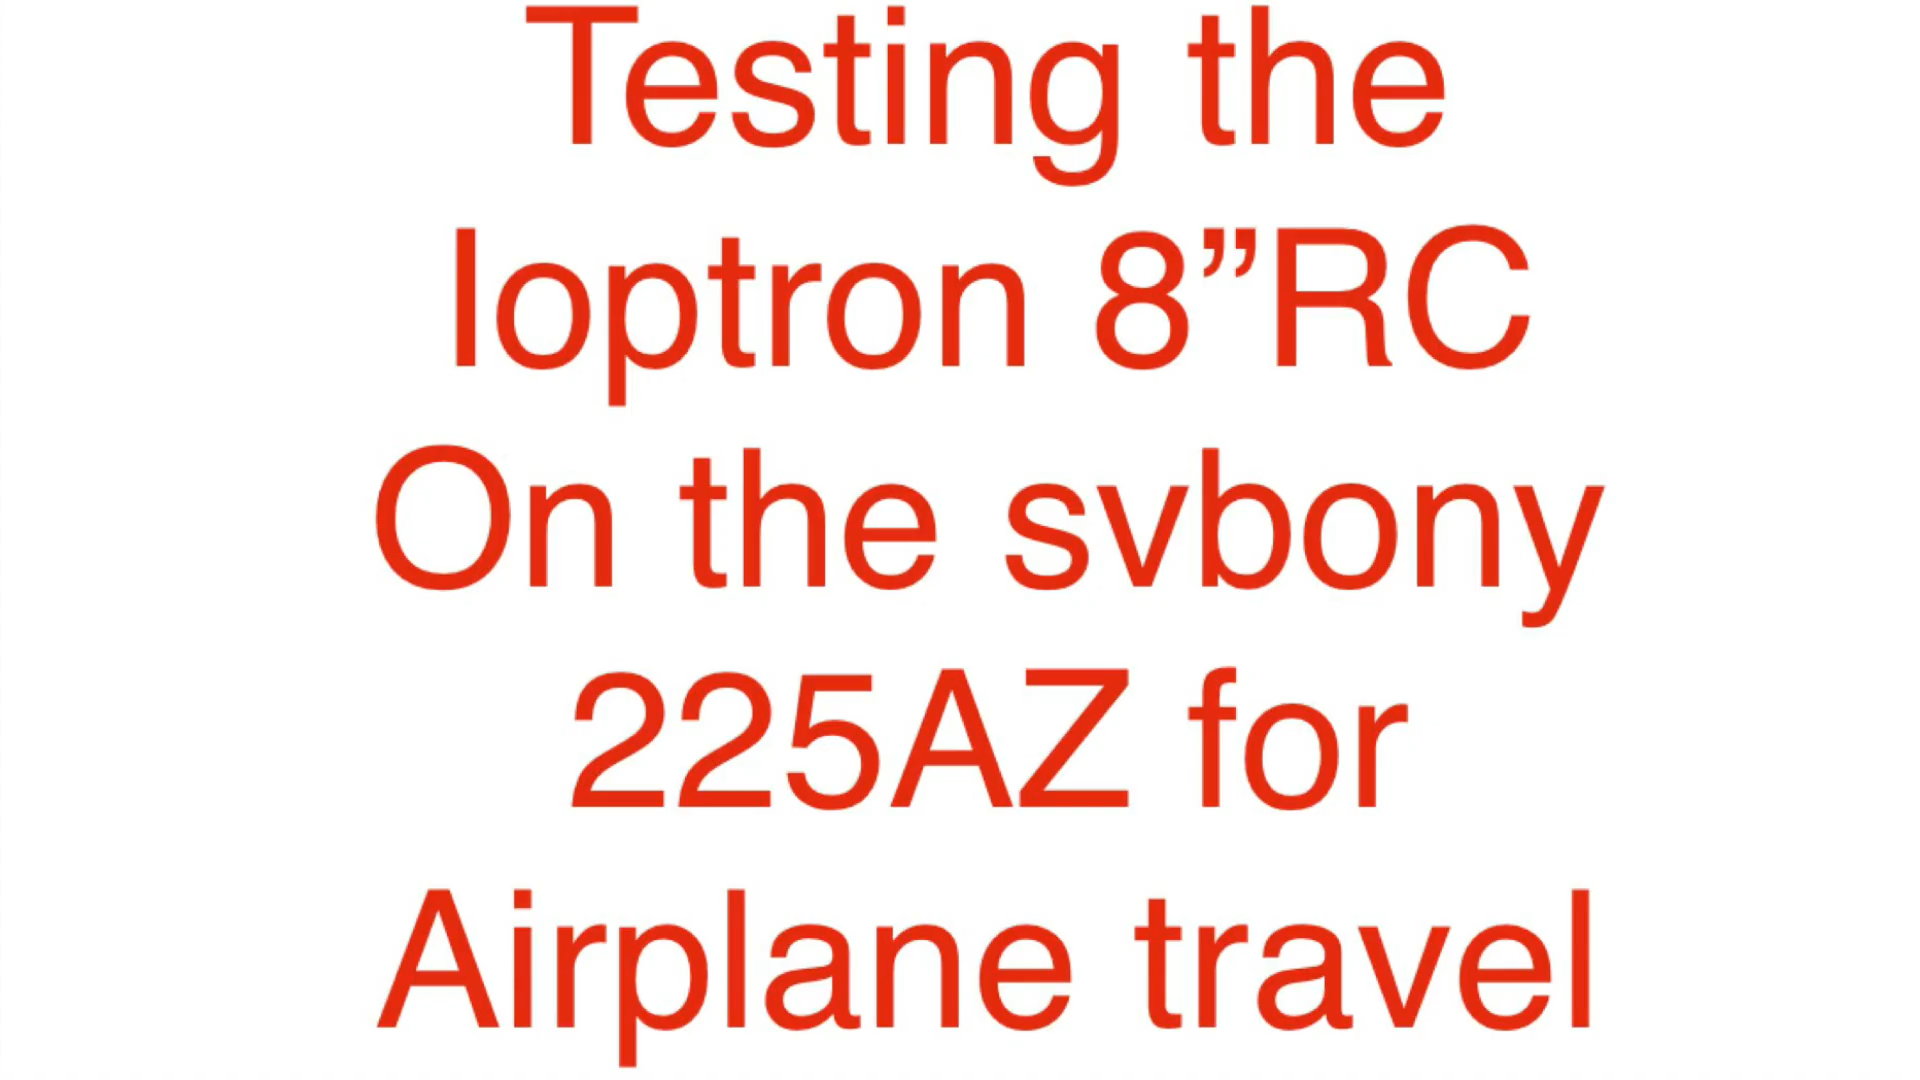 Testing the
Ioptron 8”RC
On the svbony
225AZ for
Airplane travel